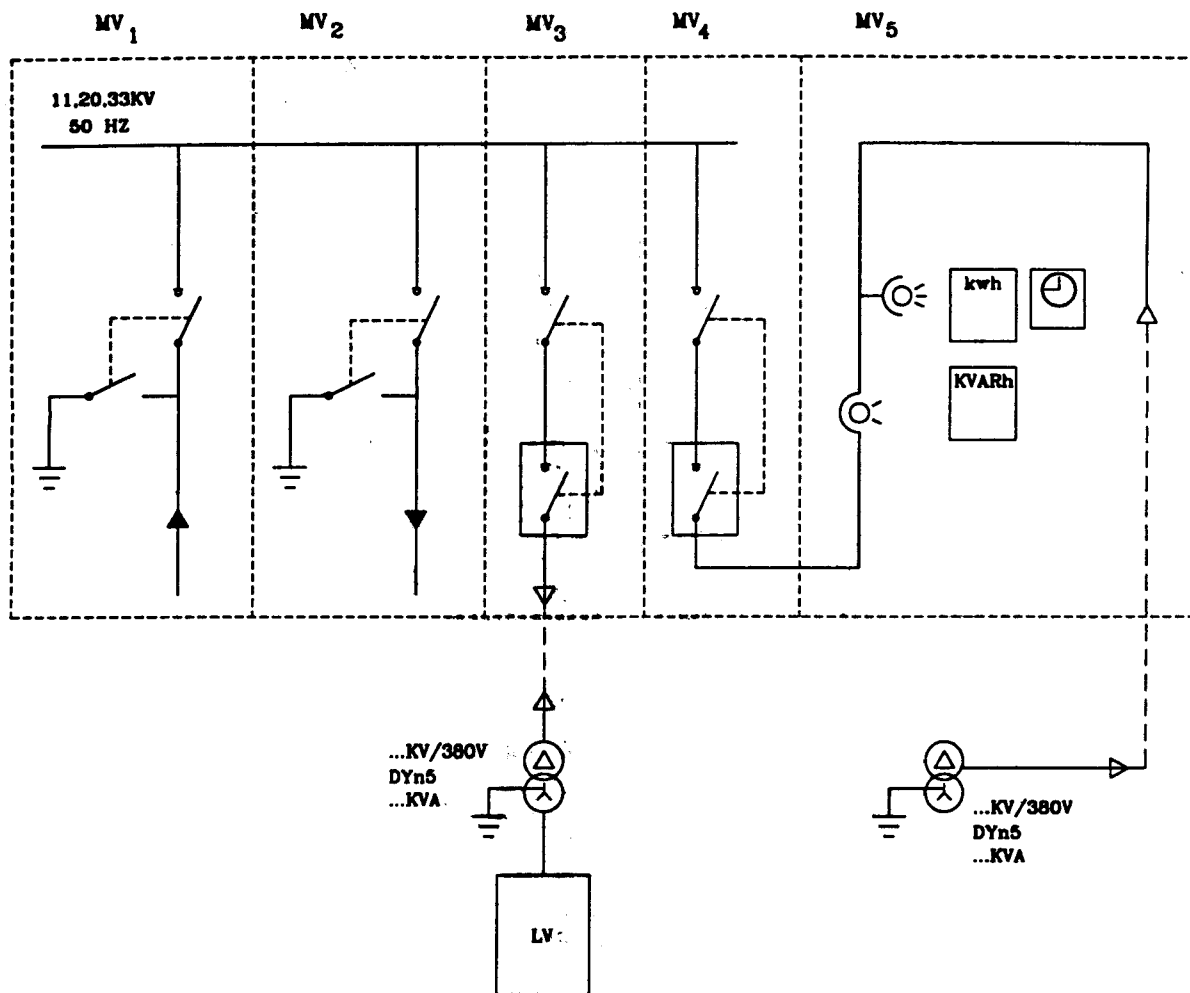 MV1 MV2 MV3 MV4 MV5
11,20,33KV
50 HZ
kwh
KVARh
...KV/380V
DYn5
...KVA
...KV/380V
DYn5
...KVA
LV